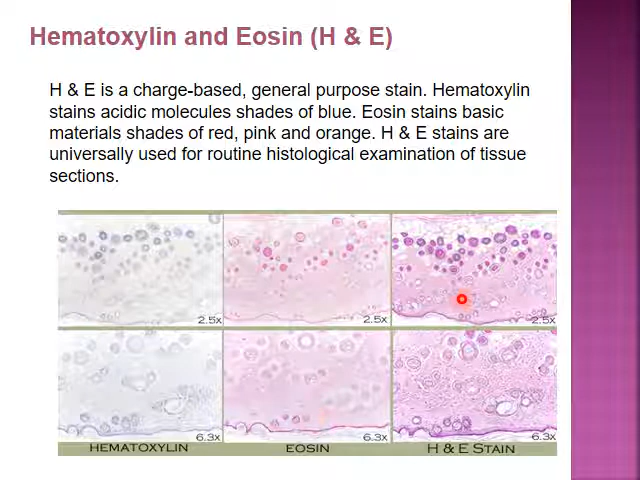 Hematoxylin and Eosin (H & E)
H & E is a charge-based, general purpose stain. Hematoxylin
stains acidic molecules shades of blue. Eosin stains basic
materials shades of red, pink and orange. H & E stains are
universally used for routine histological examination of tissue
sections.
2.5x 2.5x 2.5x
6.3x 6.3x 6.3x
HEMATOXYLIN EOSIN H & E STAIN